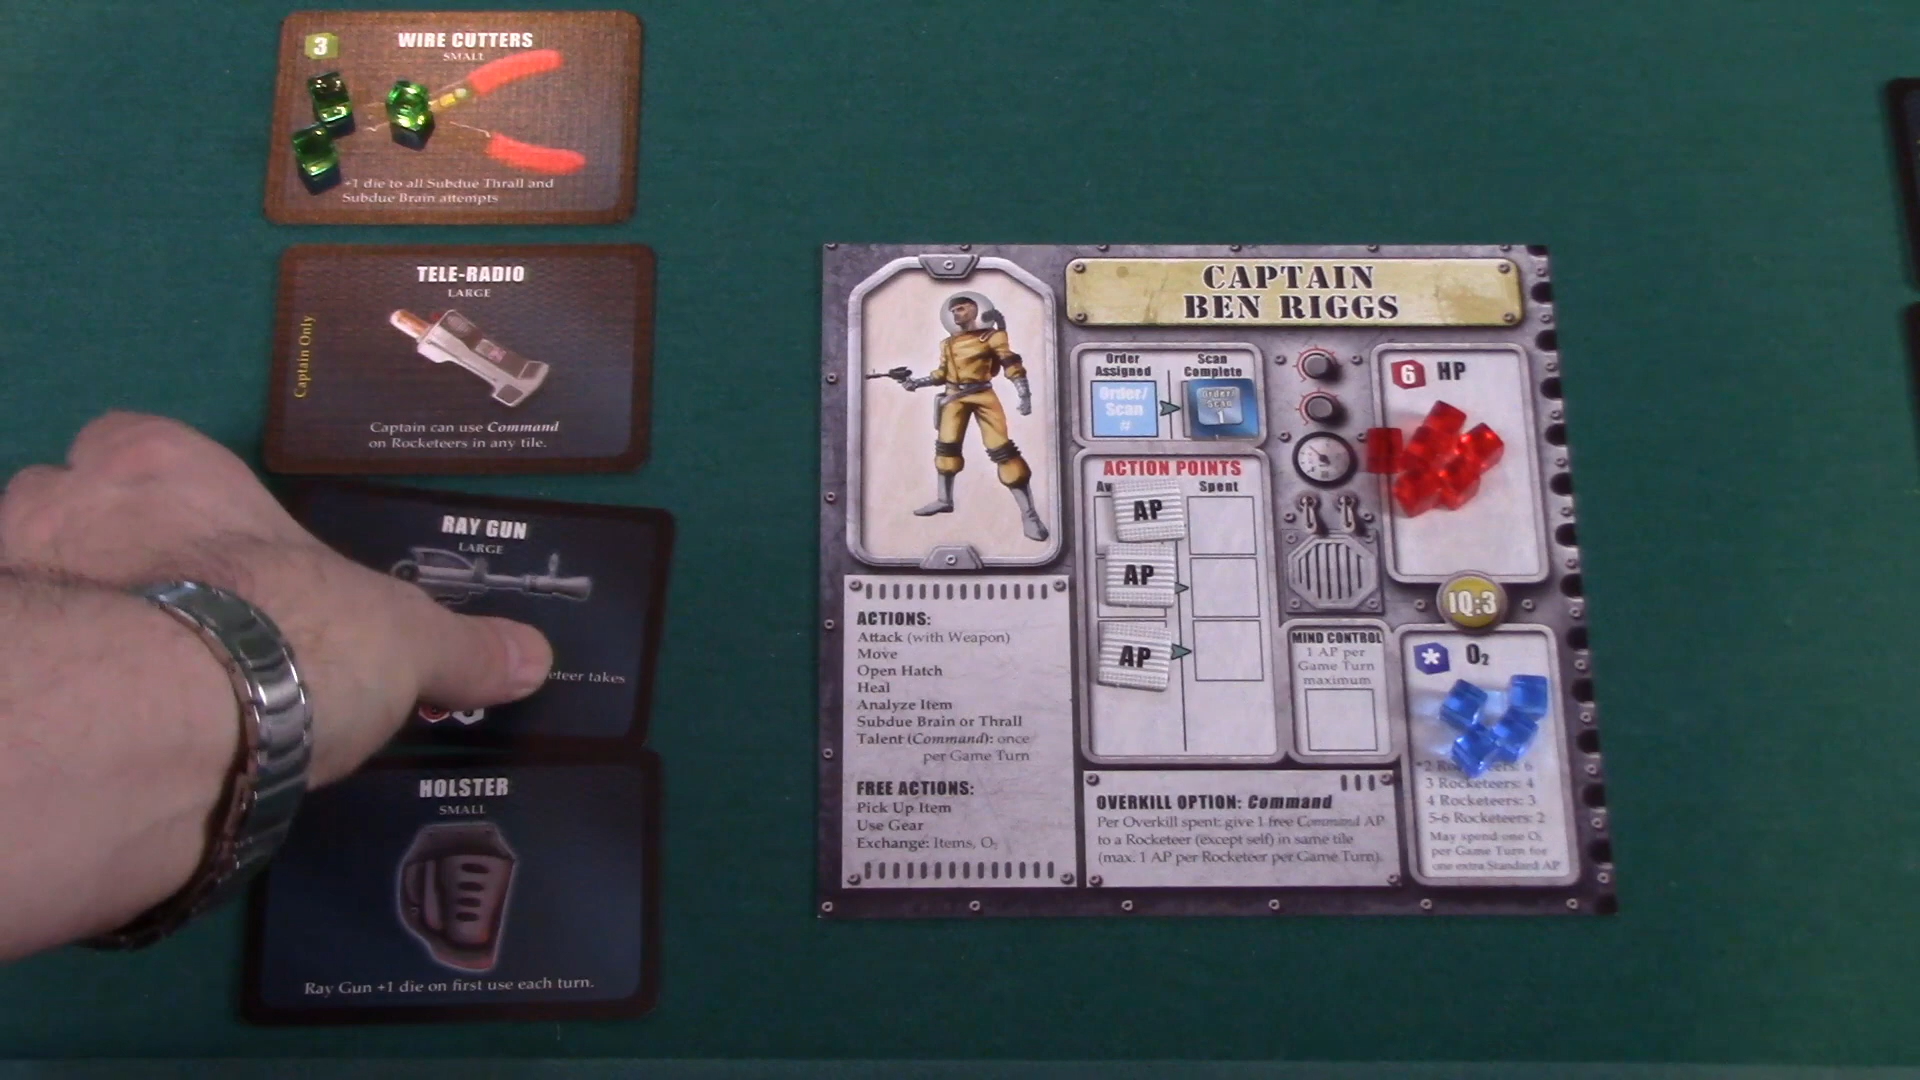 3
WIRE CUTTERS
SMALL
+1 die to all Subdue Thrall and
Subdue Brain attempts
TELE-RADIO
LARGE
Captain Only
Captain can use Command
on Rocketeers in any tile.
RAY GUN
LARGE
takes
HOLSTER
SMALL
Ray Gun +1 die on first use each turn.
CAPTAIN
BEN RIGGS
Order
Assigned
Order/
Scan
#
Scan
Complete
Order/
Scan
1
6 HP
ACTION POINTS
Spent
AP
AP
AP
IQ:3
MIND CONTROL
1 AP per
Game Turn
maximum
* O₂
3 Rocketeers: 4
4 Rocketeers: 3
5-6 Rocketeers: 2
May spend one O₂
per Game Turn for
one extra Standard AP
ACTIONS:
Attack (with Weapon)
Move
Open Hatch
Heal
Analyze Item
Subdue Brain or Thrall
Talent (Command): once
per Game Turn
FREE ACTIONS:
Pick Up Item
Use Gear
Exchange: Items, O₂
OVERKILL OPTION: Command
Per Overkill spent: give 1 free Command AP
to a Rocketeer (except self) in same tile
(max. 1 AP per Rocketeer per Game Turn).